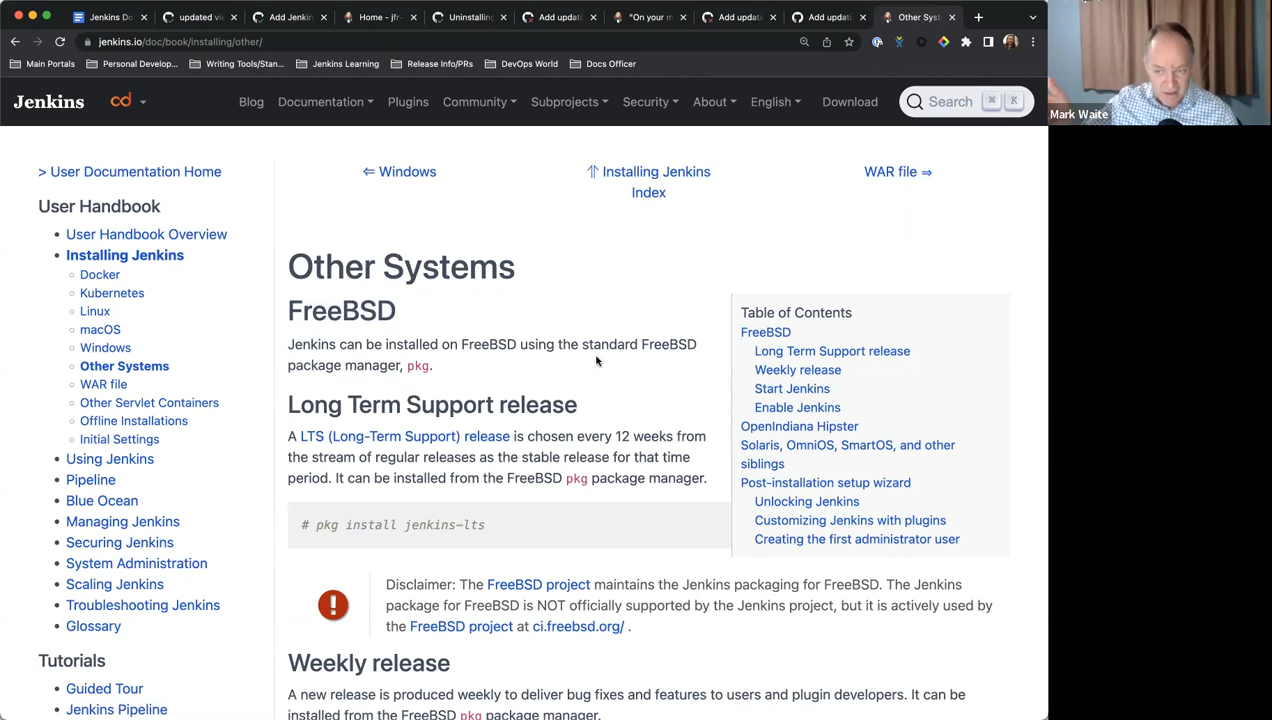 Jenkins Do
updated vi
Add Jenkin
Home - jfr-
Uninstalling
Add updati
"On your m
Add updati
Add updati
Other Syst
jenkins.io/doc/book/installing/other/
Main Portals
Personal Develop...
Writing Tools/Stan...
Jenkins Learning
Release Info/PRs
DevOps World
Docs Officer
Jenkins
cd
Blog
Documentation
Plugins
Community
Subprojects
Security
About
English
Download
Search ⌘ K
Mark Waite
> User Documentation Home
User Handbook
User Handbook Overview
Installing Jenkins
Docker
Kubernetes
Linux
macOS
Windows
Other Systems
WAR file
Other Servlet Containers
Offline Installations
Initial Settings
Using Jenkins
Pipeline
Blue Ocean
Managing Jenkins
Securing Jenkins
System Administration
Scaling Jenkins
Troubleshooting Jenkins
Glossary
Tutorials
Guided Tour
Jenkins Pipeline
⇐ Windows
⇑ Installing Jenkins
Index
WAR file ⇒
Other Systems
FreeBSD
Jenkins can be installed on FreeBSD using the standard FreeBSD
package manager, pkg.
Long Term Support release
A LTS (Long-Term Support) release is chosen every 12 weeks from
the stream of regular releases as the stable release for that time
period. It can be installed from the FreeBSD pkg package manager.
# pkg install jenkins-lts
Table of Contents
FreeBSD
Long Term Support release
Weekly release
Start Jenkins
Enable Jenkins
OpenIndiana Hipster
Solaris, OmniOS, SmartOS, and other
siblings
Post-installation setup wizard
Unlocking Jenkins
Customizing Jenkins with plugins
Creating the first administrator user
Disclaimer: The FreeBSD project maintains the Jenkins packaging for FreeBSD. The Jenkins
package for FreeBSD is NOT officially supported by the Jenkins project, but it is actively used by
the FreeBSD project at ci.freebsd.org/ .
Weekly release
A new release is produced weekly to deliver bug fixes and features to users and plugin developers. It can be
installed from the FreeBSD pkg package manager.